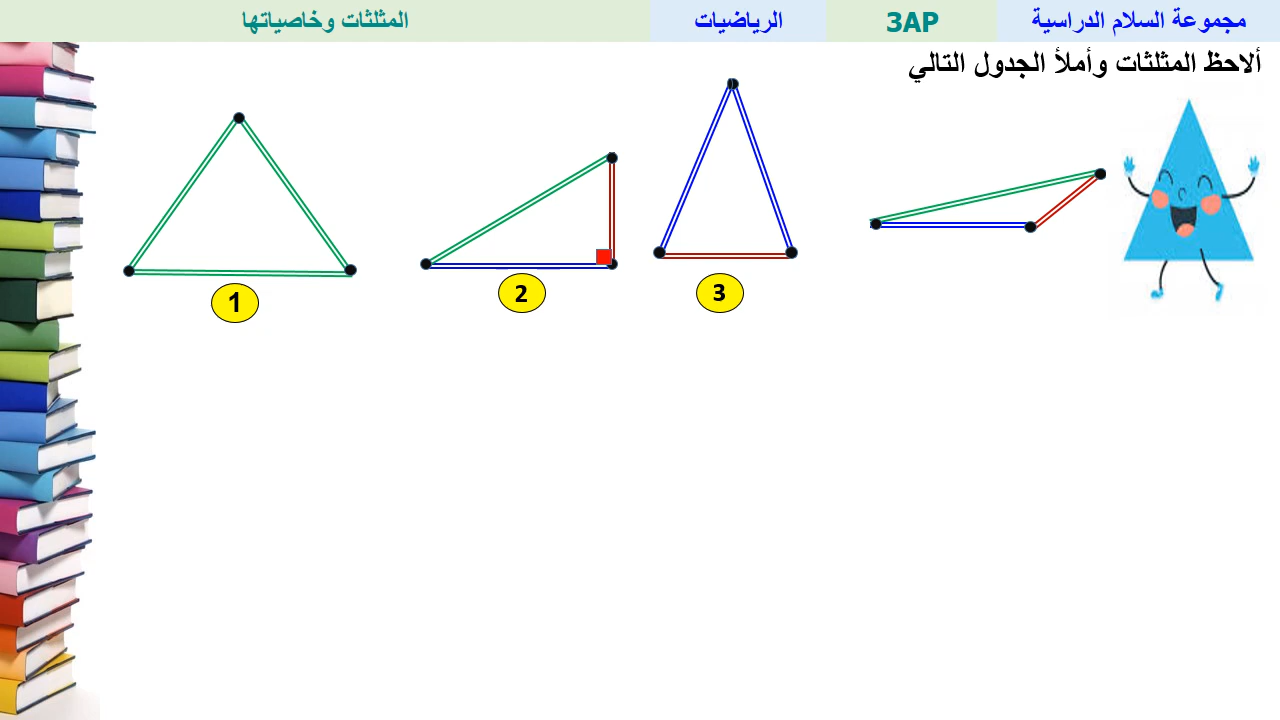 مجموعة السلام الدراسية
3AP
الرياضيات
المثلثات وخاصياتها
ألاحظ المثلثات وأملأ الجدول التالي
1
2
3